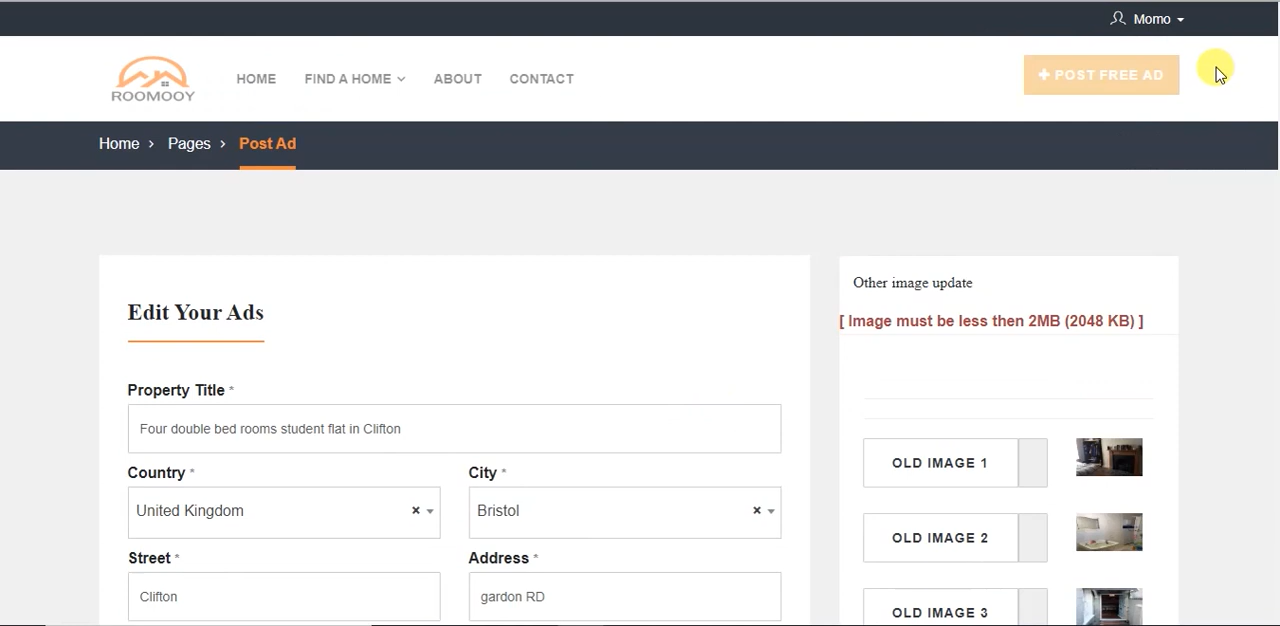 Momo
ROOMOOY
HOME FIND A HOME ABOUT CONTACT
+ POST FREE AD
Home > Pages > Post Ad
Edit Your Ads
Property Title *
Four double bed rooms student flat in Clifton
Country *
City *
United Kingdom ×
Bristol ×
Street *
Address *
Clifton
gardon RD
Other image update
[ Image must be less then 2MB (2048 KB) ]
OLD IMAGE 1
OLD IMAGE 2
OLD IMAGE 3